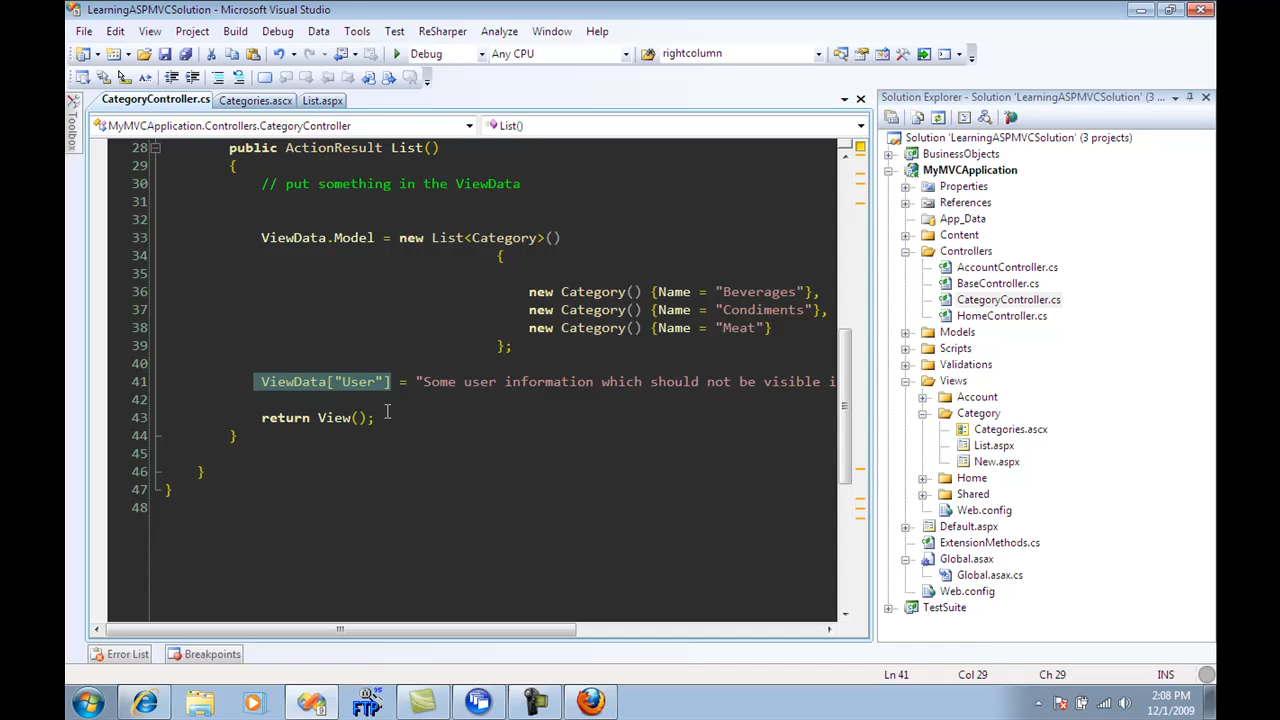 LearningASPMVCSolution - Microsoft Visual Studio
File Edit View Project Build Debug Data Tools Test ReSharper Analyze Window Help
Debug Any CPU rightcolumn
CategoryController.cs Categories.ascx List.aspx
MyMVCApplication.Controllers.CategoryController List()
Toolbox
28 public ActionResult List()
29 {
30 // put something in the ViewData
31
32
33 ViewData.Model = new List<Category>()
34 {
35
36 new Category() {Name = "Beverages"},
37 new Category() {Name = "Condiments"},
38 new Category() {Name = "Meat"}
39 };
40
41 ViewData["User"] = "Some user information which should not be visible i
42
43 return View();
44 }
45
46 }
47 }
48
Error List Breakpoints
Solution Explorer - Solution 'LearningASPMVCSolution' (3 ...
Solution 'LearningASPMVCSolution' (3 projects)
BusinessObjects
MyMVCApplication
Properties
References
App_Data
Content
Controllers
AccountController.cs
BaseController.cs
CategoryController.cs
HomeController.cs
Models
Scripts
Validations
Views
Account
Category
Categories.ascx
List.aspx
New.aspx
Home
Shared
Web.config
Default.aspx
ExtensionMethods.cs
Global.asax
Global.asax.cs
Web.config
TestSuite
Ln 41 Col 29 Ch 29 INS
FTP
2:08 PM
12/1/2009